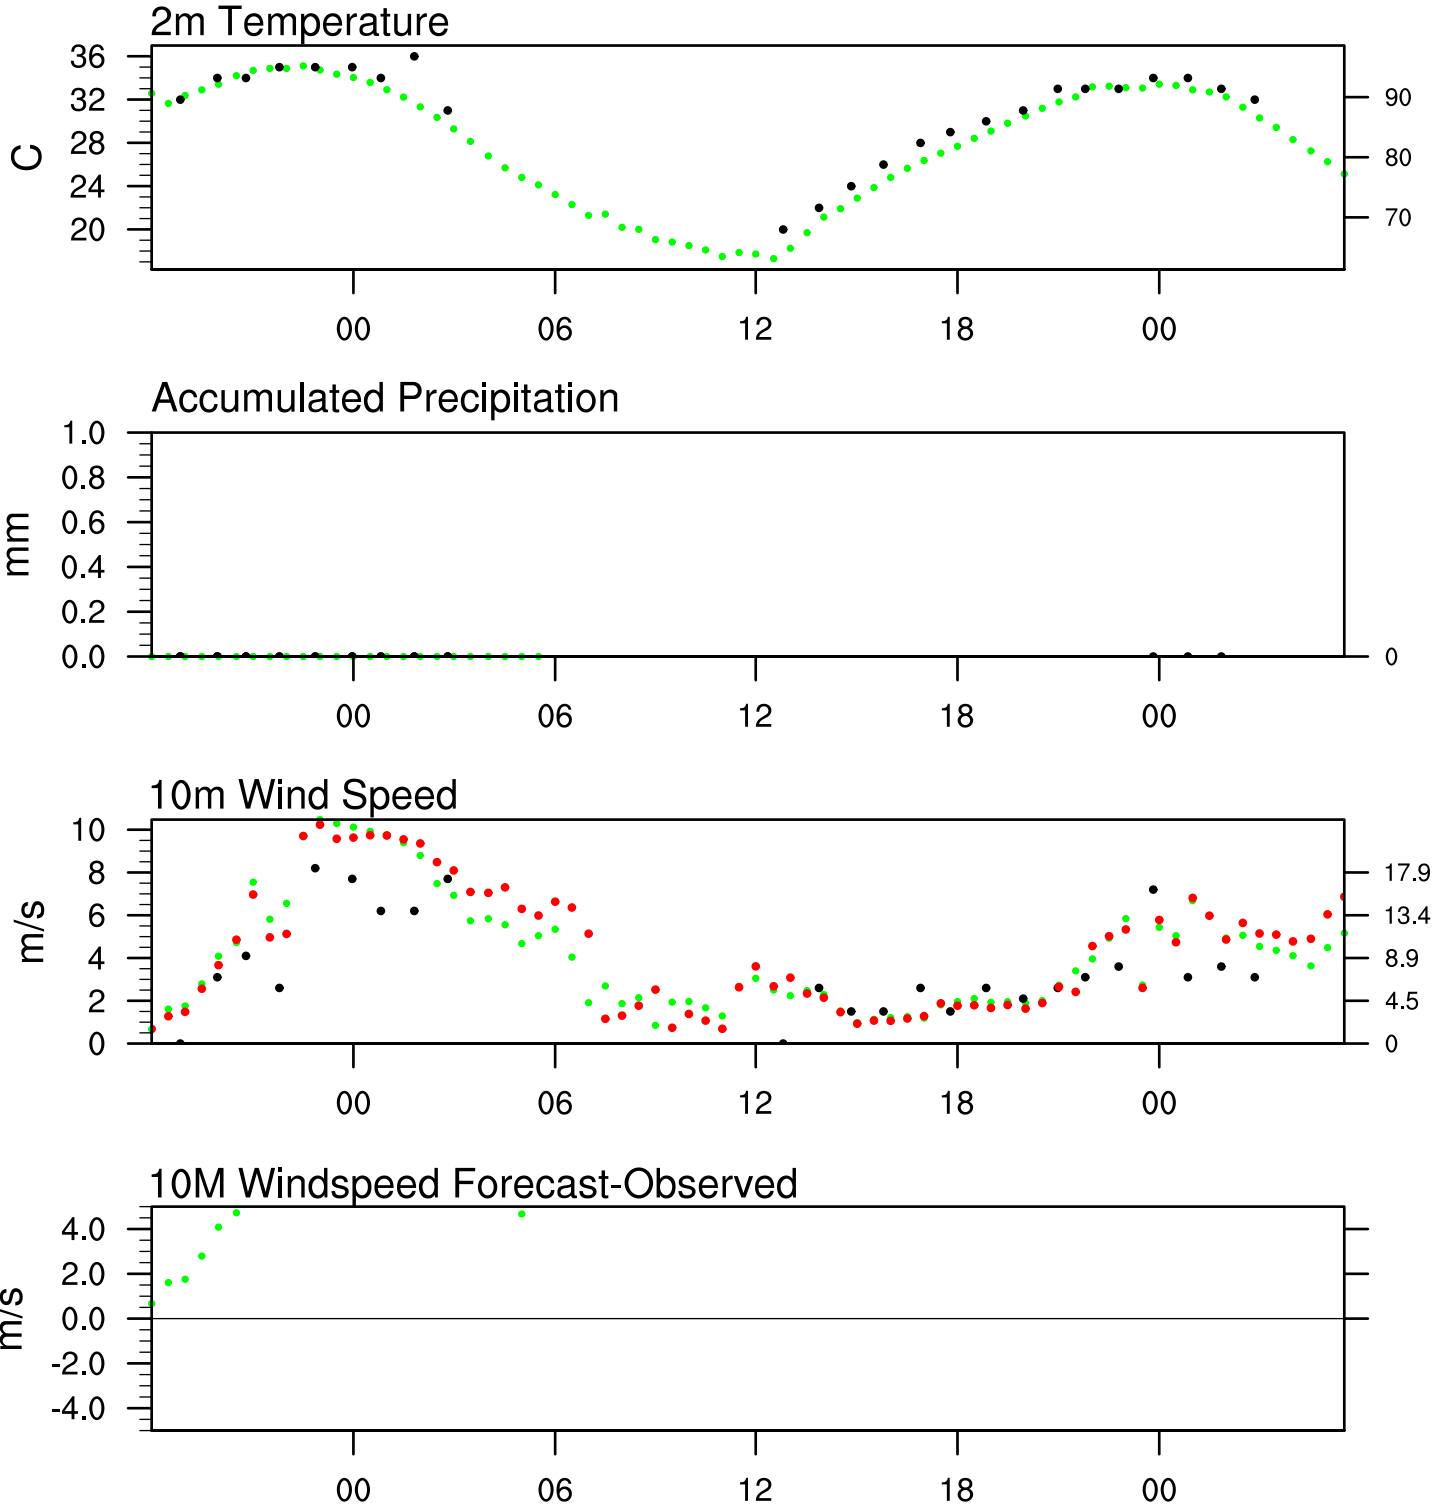 2m Temperature
36
32
28
24
20
C
90
80
70
00 06 12 18 00
Accumulated Precipitation
1.0
0.8
0.6
0.4
0.2
0.0
mm
0
00 06 12 18 00
10m Wind Speed
10
8
6
4
2
0
m/s
17.9
13.4
8.9
4.5
0
00 06 12 18 00
10M Windspeed Forecast-Observed
4.0
2.0
0.0
-2.0
-4.0
m/s
00 06 12 18 00